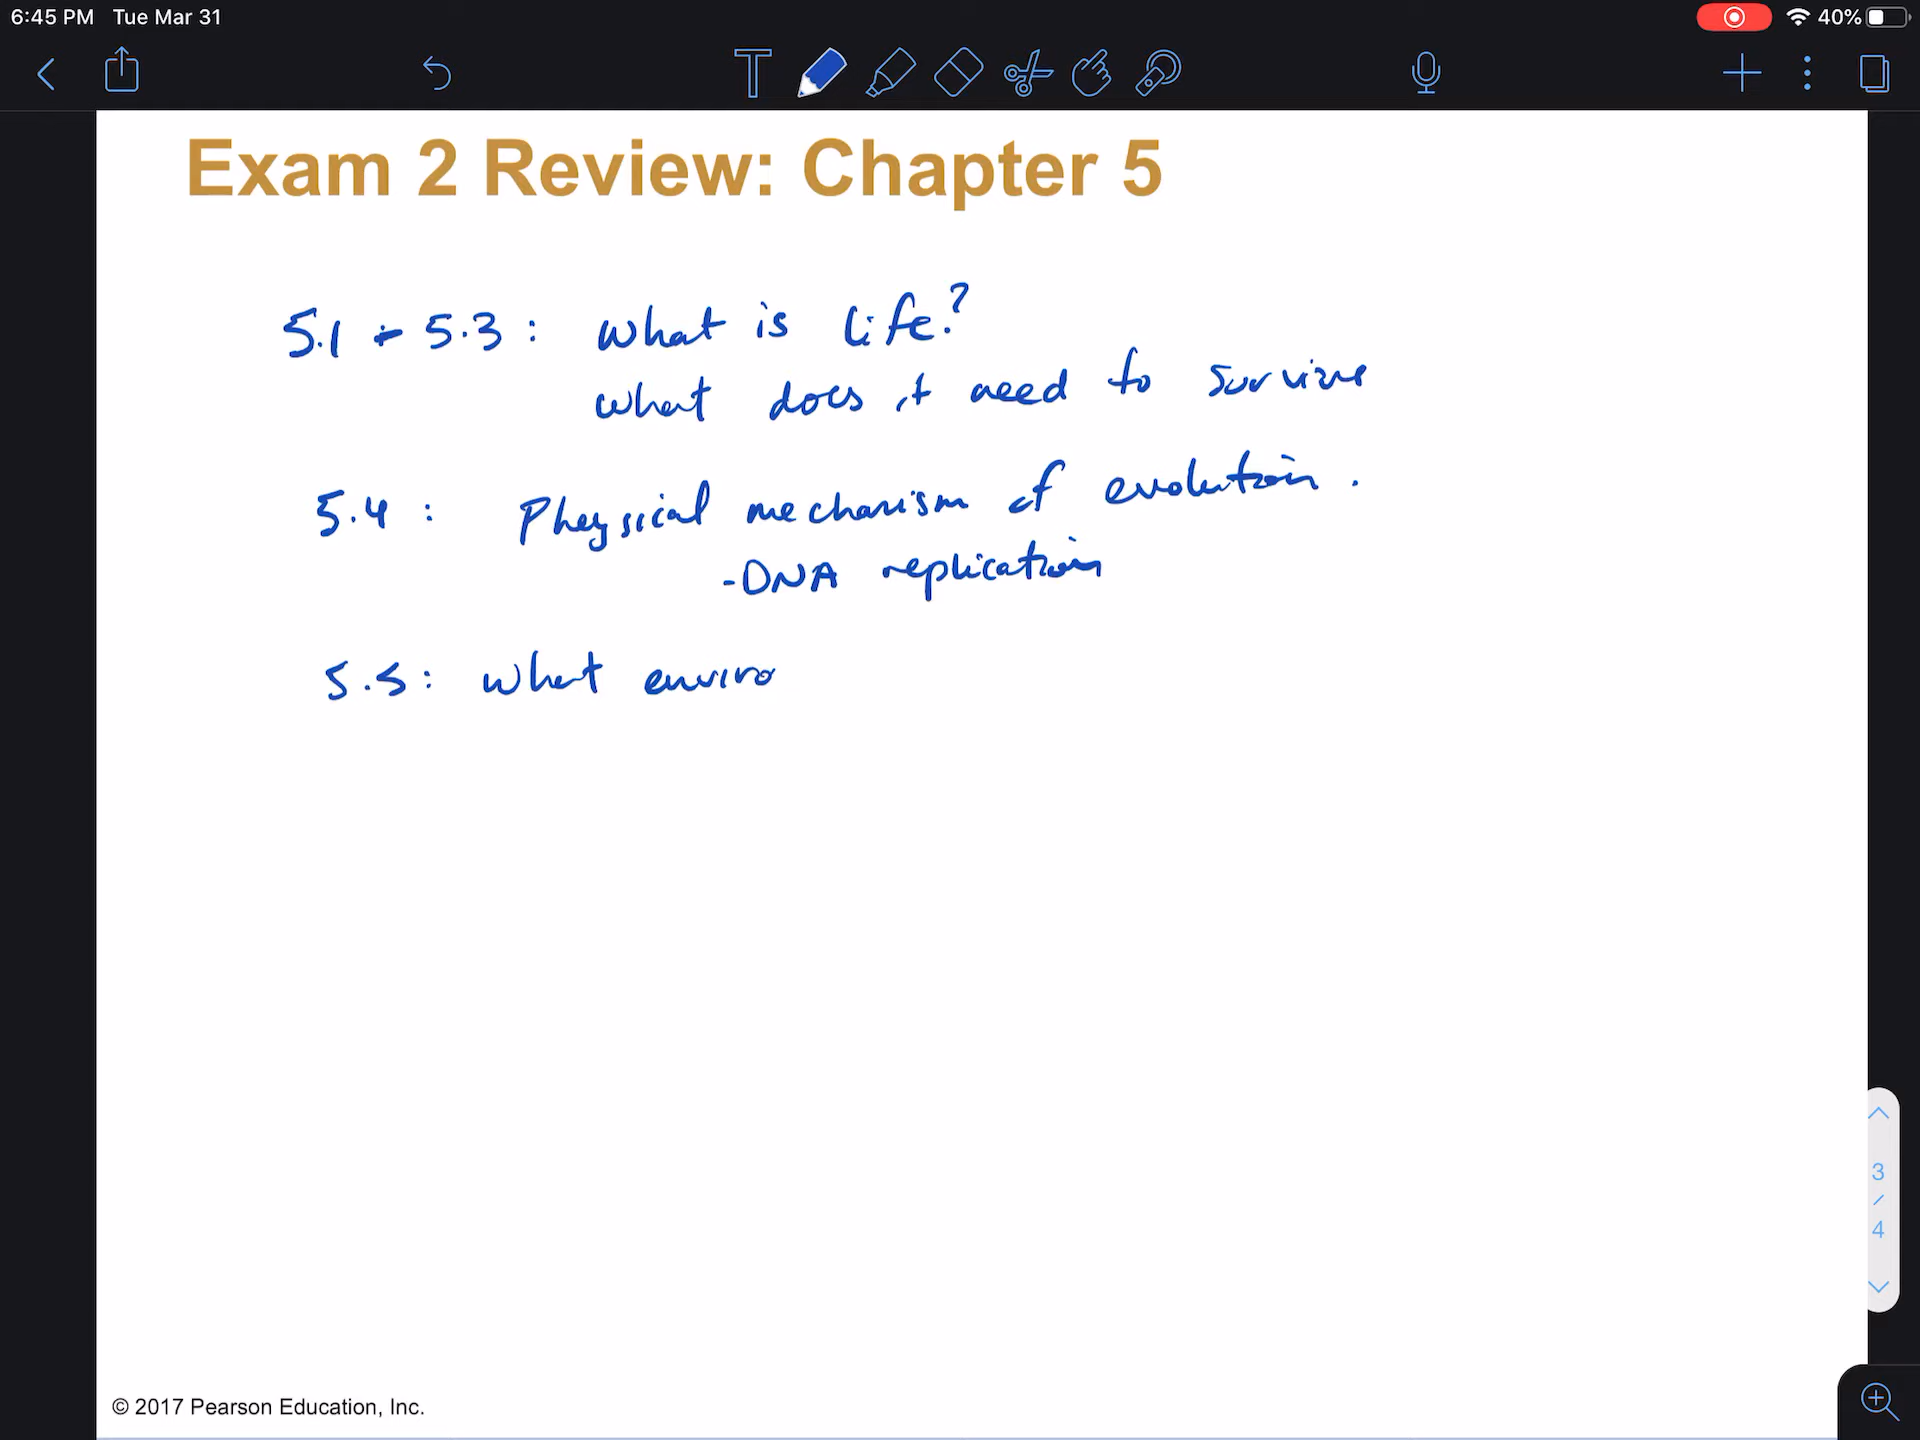 6:45 PM Tue Mar 31
40%
Exam 2 Review: Chapter 5
5.1 - 5.3: What is life?
What does it need to survive
5.4: Pheysical mechanism of evolution.
-DNA replication
5.5: What enviro
3
/
4
© 2017 Pearson Education, Inc.